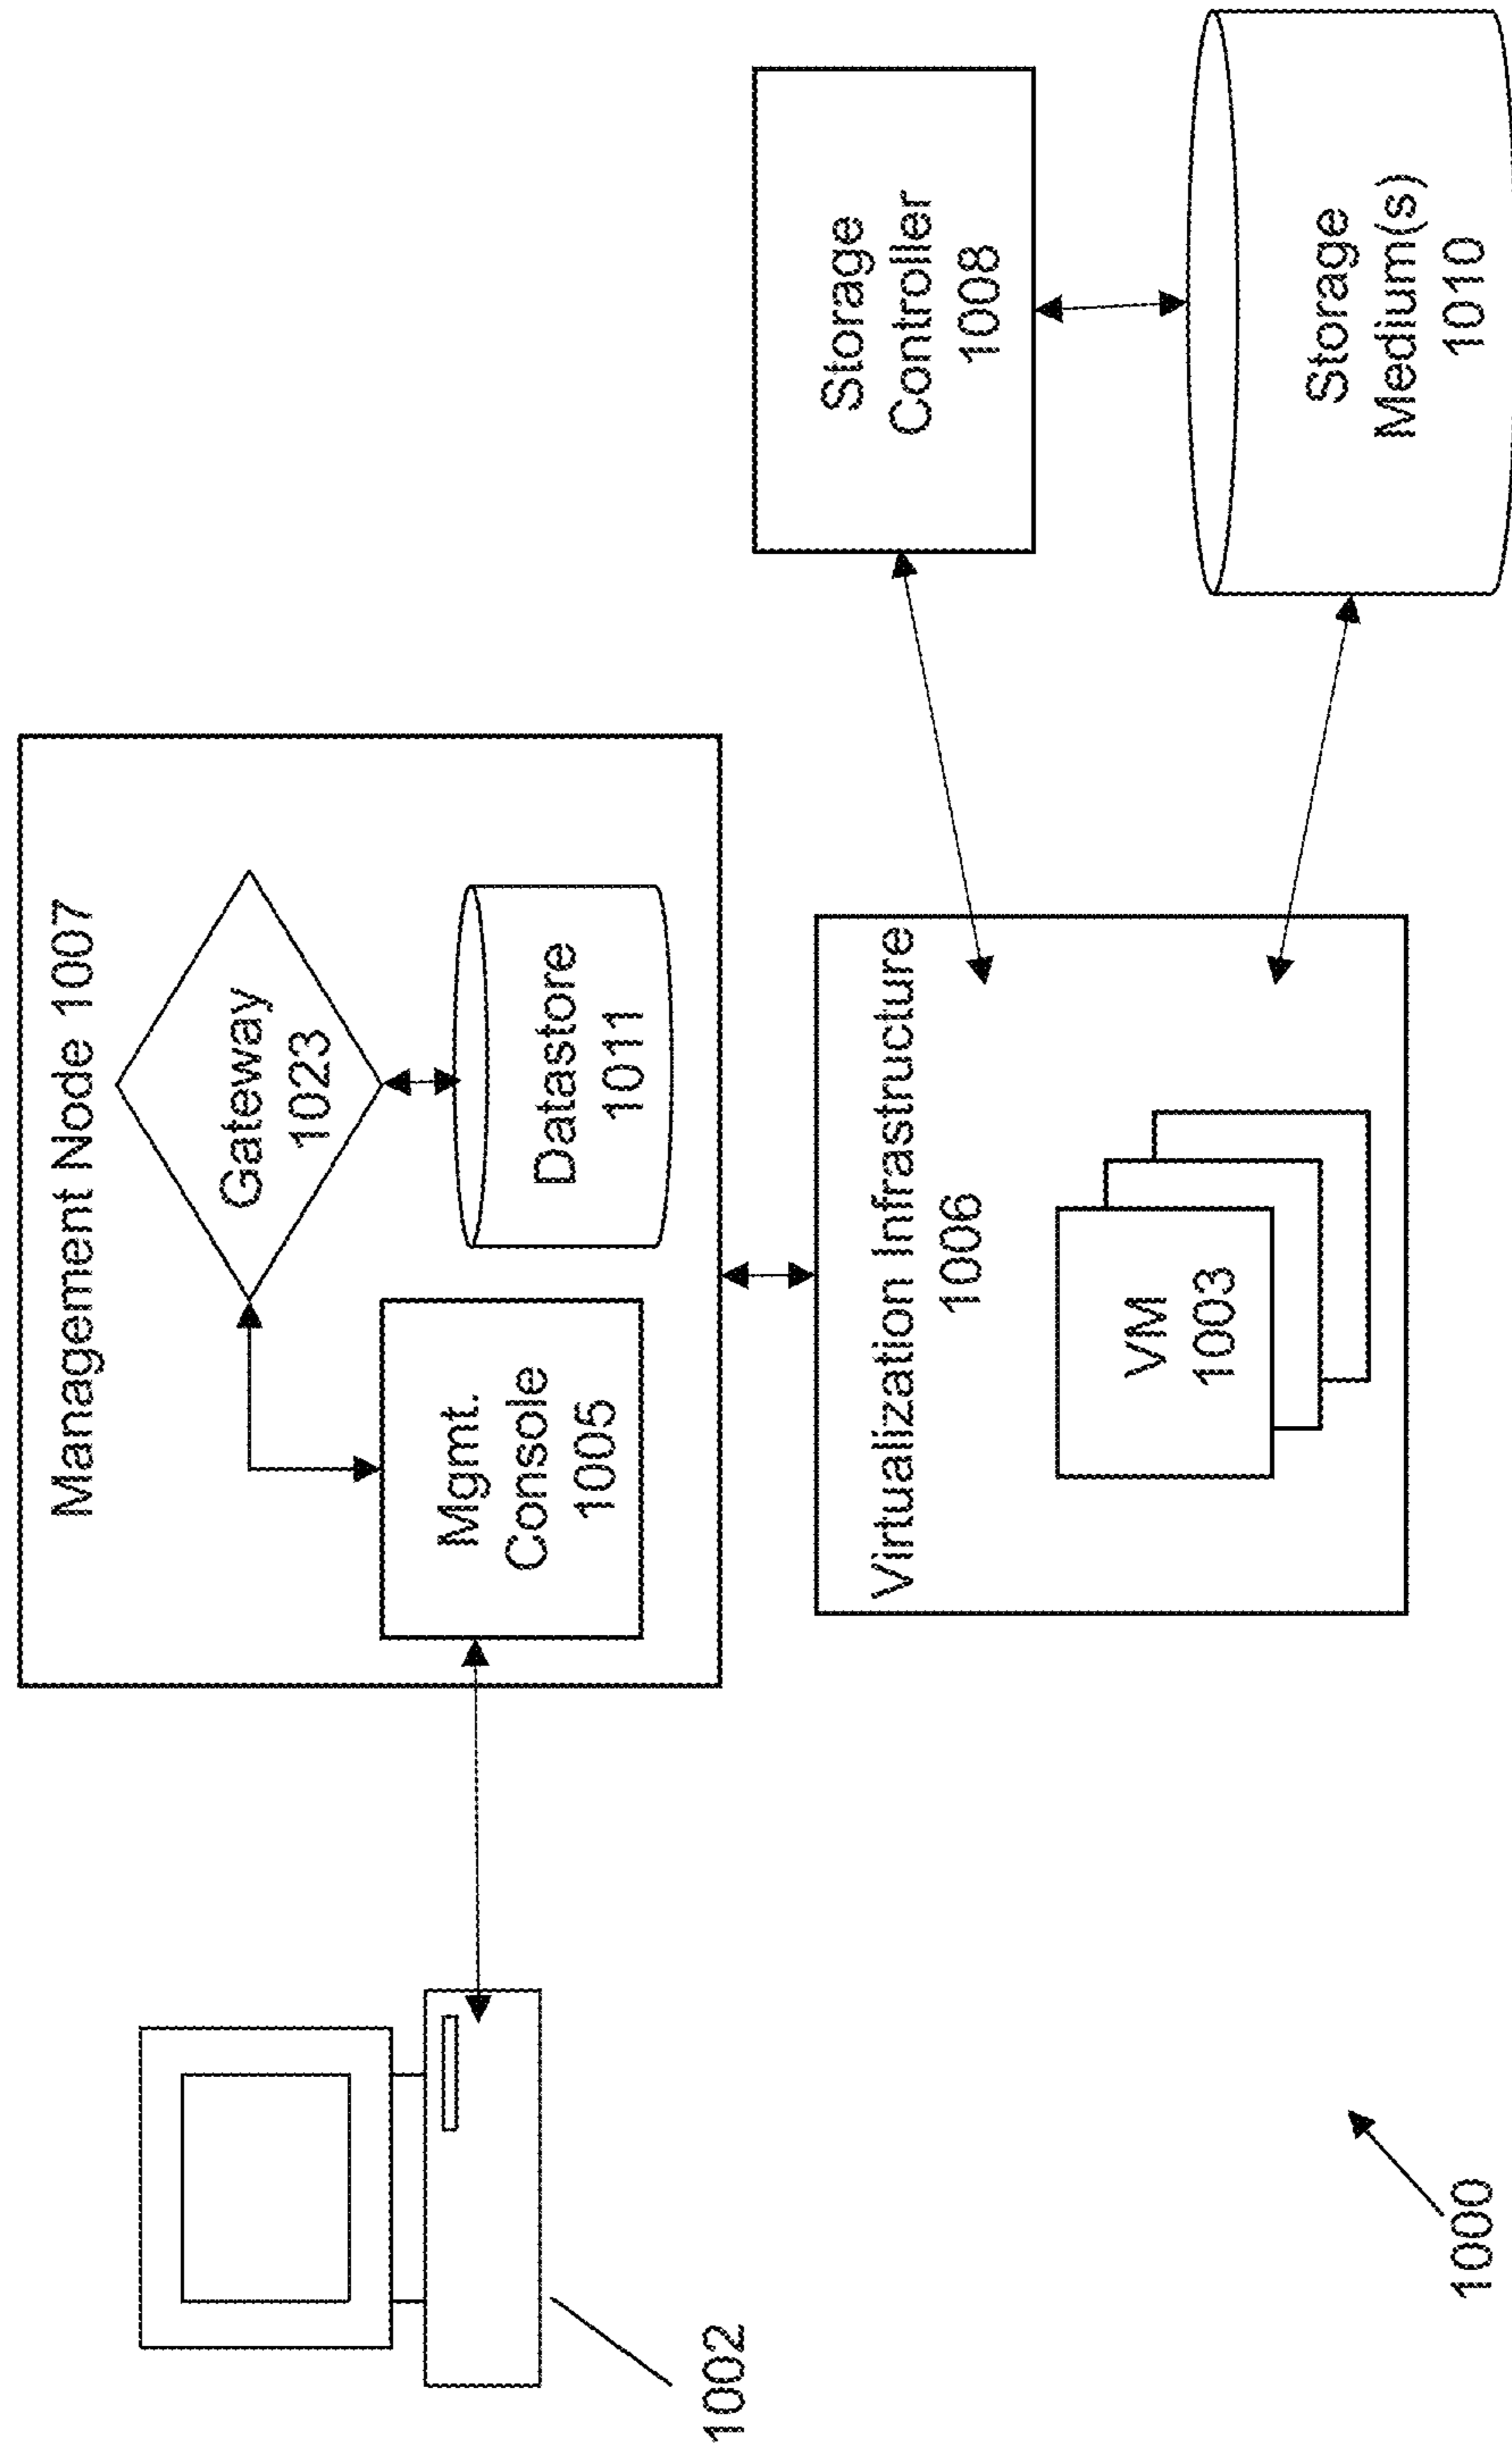 Management Node 1007
Gateway
1023
Mgmt.
Console
1005
Datastore
1011
1002
Virtualization Infrastructure
1006
VM
1003
Storage
Controller
1008
Storage
Medium(s)
1010
1000